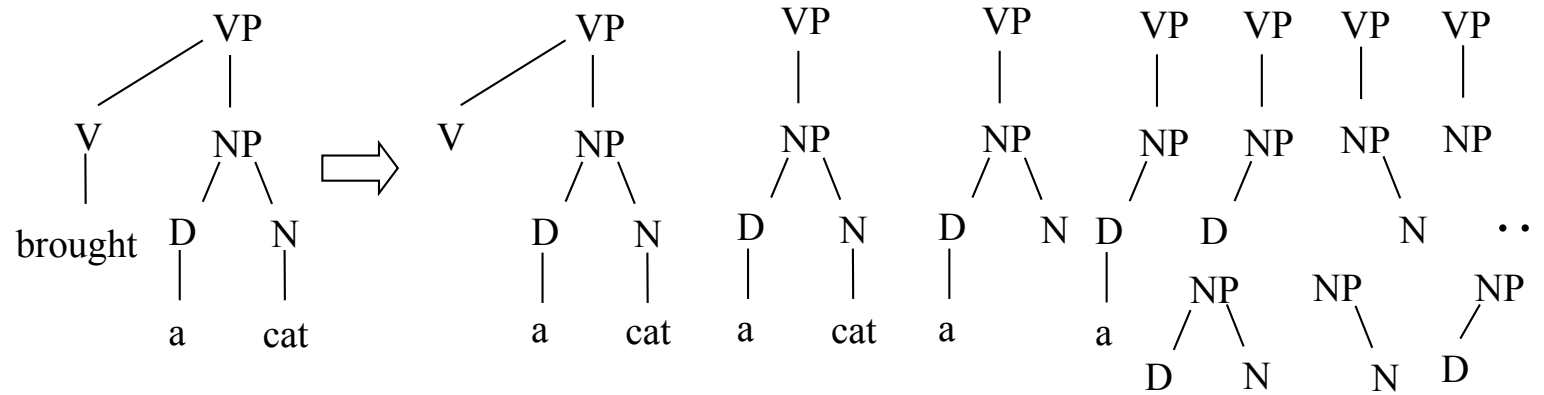 VP VP VP VP VP VP VP VP
V NP V NP NP NP NP NP NP NP
brought D N D N D N D N D D N ..
NP NP NP
a cat a cat a cat a a
D N N D